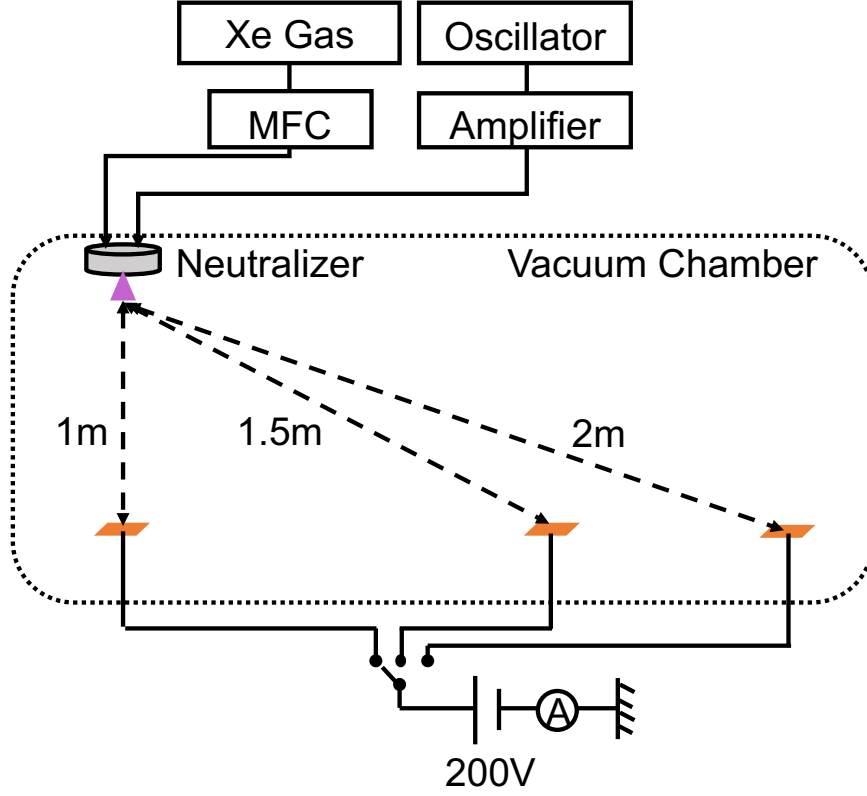 Xe Gas
Oscillator
MFC
Amplifier
Neutralizer
Vacuum Chamber
1m
1.5m
2m
A
200V